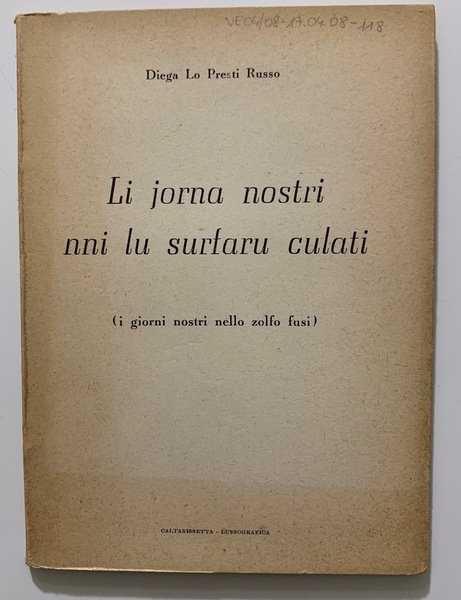 VE04/08-17.04.08-118
Diega Lo Presti Russo
Li jorna nostri
nni lu surfaru culati
(i giorni nostri nello zolfo fusi)
CALTANISSETTA - LUSSOGRAFICA